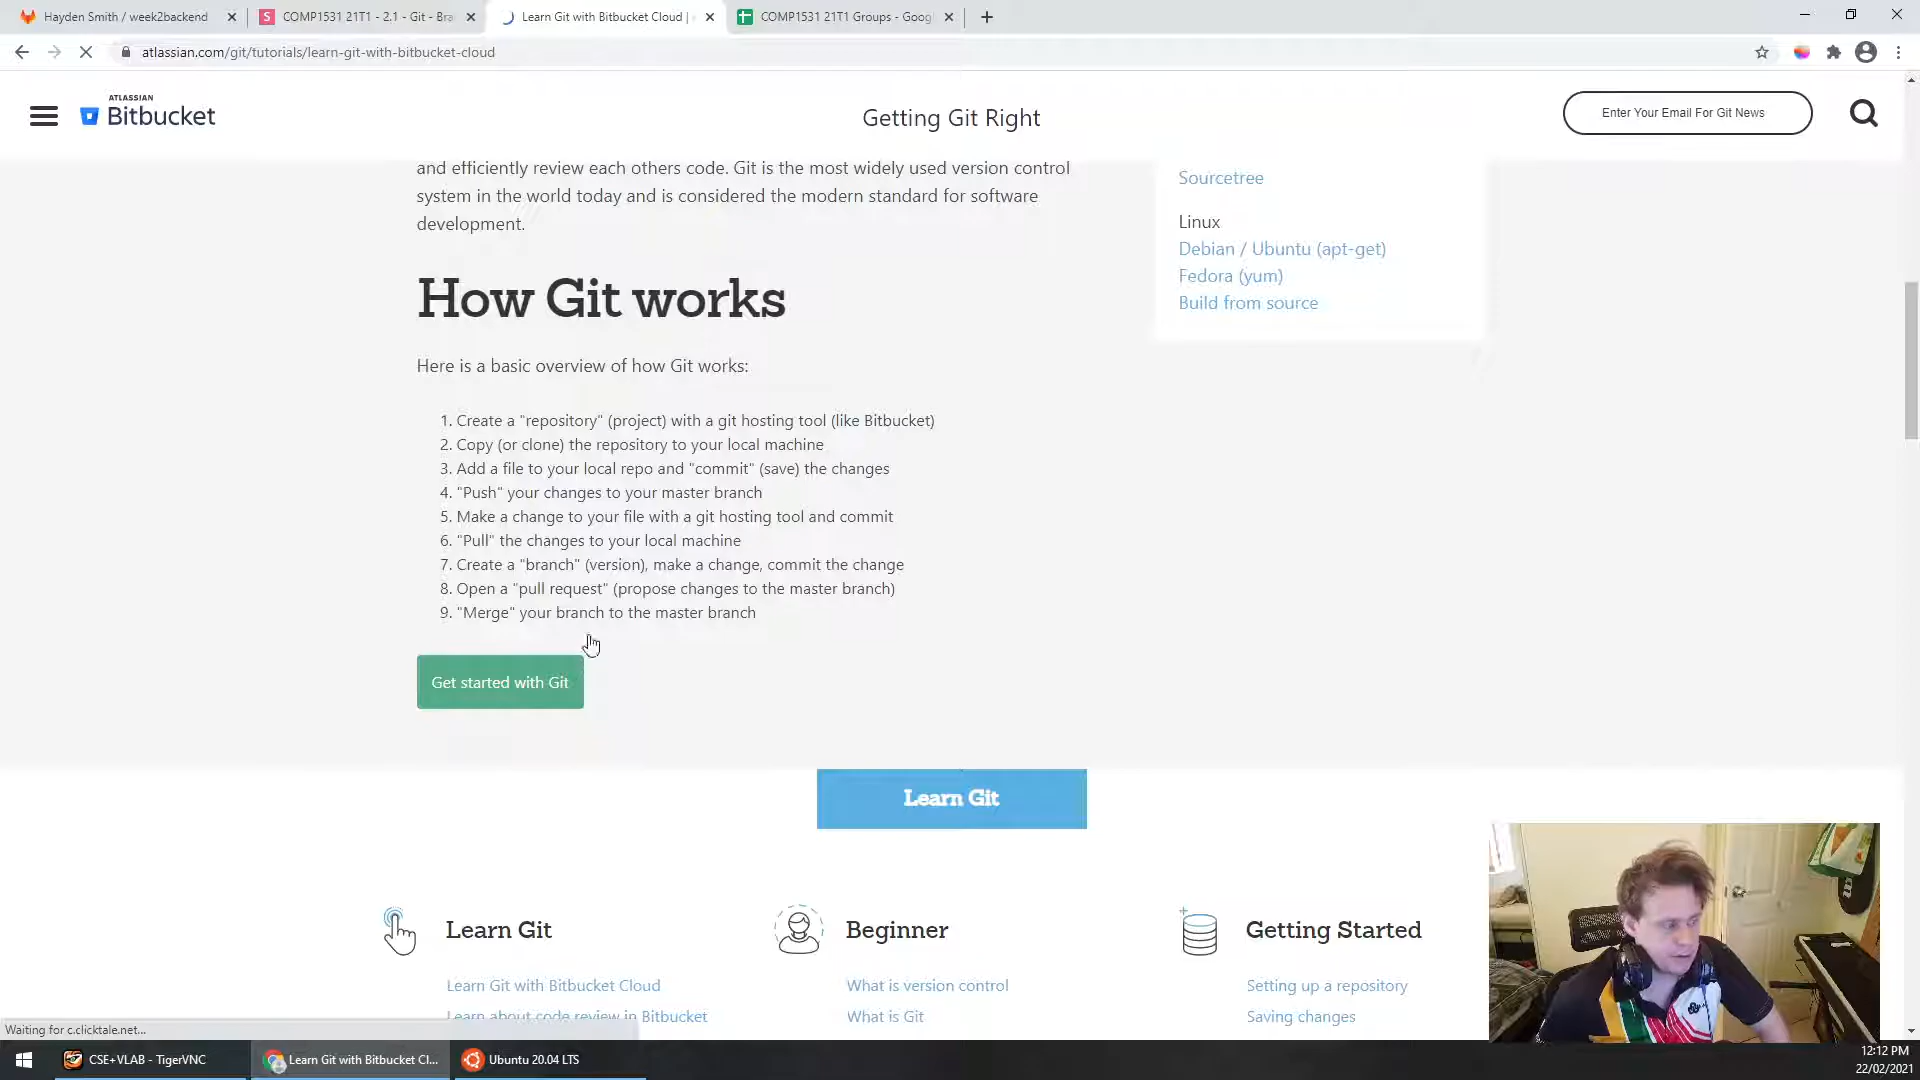 Hayden Smith / week2backend
COMP1531 21T1 - 2.1 - Git - Bra
Learn Git with Bitbucket Cloud |
COMP1531 21T1 Groups - Goog
atlassian.com/git/tutorials/learn-git-with-bitbucket-cloud
ATLASSIAN
Bitbucket
Getting Git Right
Enter Your Email For Git News
and efficiently review each others code. Git is the most widely used version control
system in the world today and is considered the modern standard for software
development.
Sourcetree
Linux
Debian / Ubuntu (apt-get)
Fedora (yum)
Build from source
How Git works
Here is a basic overview of how Git works:
1. Create a "repository" (project) with a git hosting tool (like Bitbucket)
2. Copy (or clone) the repository to your local machine
3. Add a file to your local repo and "commit" (save) the changes
4. "Push" your changes to your master branch
5. Make a change to your file with a git hosting tool and commit
6. "Pull" the changes to your local machine
7. Create a "branch" (version), make a change, commit the change
8. Open a "pull request" (propose changes to the master branch)
9. "Merge" your branch to the master branch
Get started with Git
Learn Git
Learn Git
Learn Git with Bitbucket Cloud
Learn about code review in Bitbucket
Beginner
What is version control
What is Git
Getting Started
Setting up a repository
Saving changes
Waiting for c.clicktale.net...
CSE+VLAB - TigerVNC
Learn Git with Bitbucket Cl...
Ubuntu 20.04 LTS
12:12 PM
22/02/2021